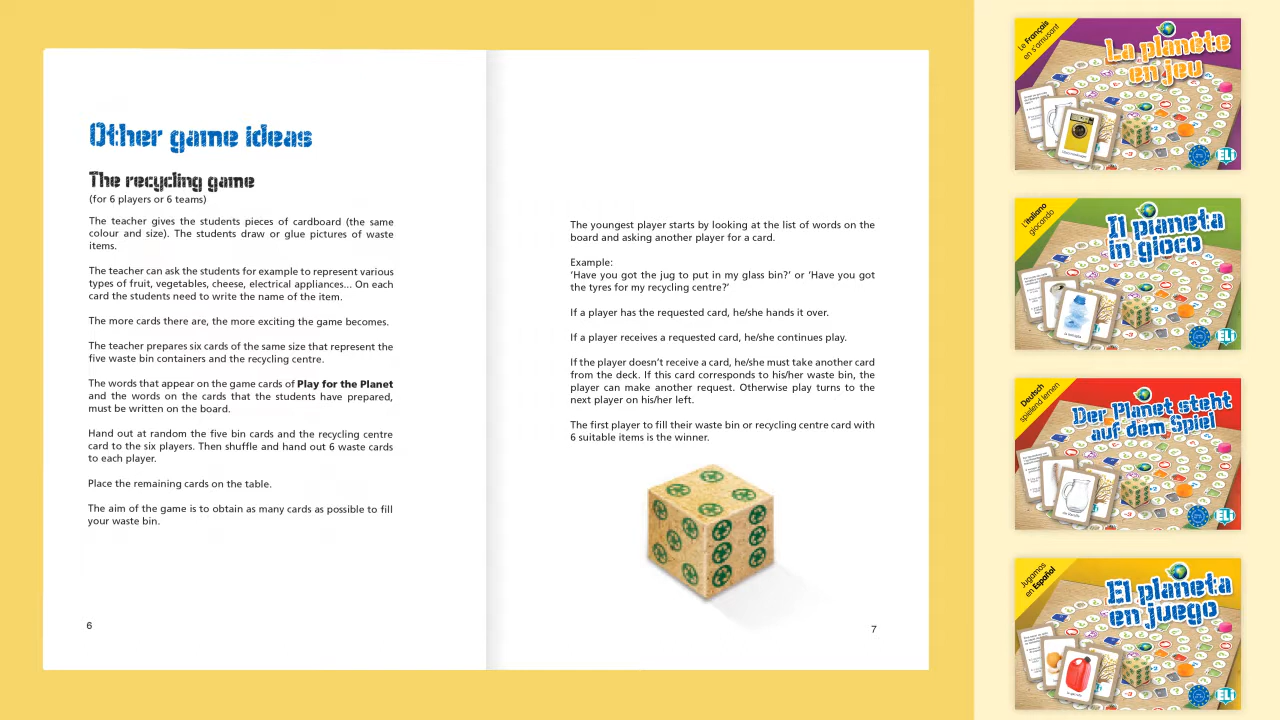 Other game ideas
The recycling game
(for 6 players or 6 teams)
The teacher gives the students pieces of cardboard (the same
colour and size). The students draw or glue pictures of waste
items.
The teacher can ask the students for example to represent various
types of fruit, vegetables, cheese, electrical appliances... On each
card the students need to write the name of the item.
The more cards there are, the more exciting the game becomes.
The teacher prepares six cards of the same size that represent the
five waste bin containers and the recycling centre.
The words that appear on the game cards of Play for the Planet
and the words on the cards that the students have prepared,
must be written on the board.
Hand out at random the five bin cards and the recycling centre
card to the six players. Then shuffle and hand out 6 waste cards
to each player.
Place the remaining cards on the table.
The aim of the game is to obtain as many cards as possible to fill
your waste bin.
6
The youngest player starts by looking at the list of words on the
board and asking another player for a card.
Example:
‘Have you got the jug to put in my glass bin?’ or ‘Have you got
the tyres for my recycling centre?’
If a player has the requested card, he/she hands it over.
If a player receives a requested card, he/she continues play.
If the player doesn’t receive a card, he/she must take another card
from the deck. If this card corresponds to his/her waste bin, the
player can make another request. Otherwise play turns to the
next player on his/her left.
The first player to fill their waste bin or recycling centre card with
6 suitable items is the winner.
7
Le Français
en s’amusant
La planète
en jeu
ELi
L’italiano
giocando
Il pianeta
in gioco
ELi
Deutsch
spielend lernen
Der Planet steht
auf dem Spiel
ELi
Jugamos
en Español
El planeta
en juego
ELi